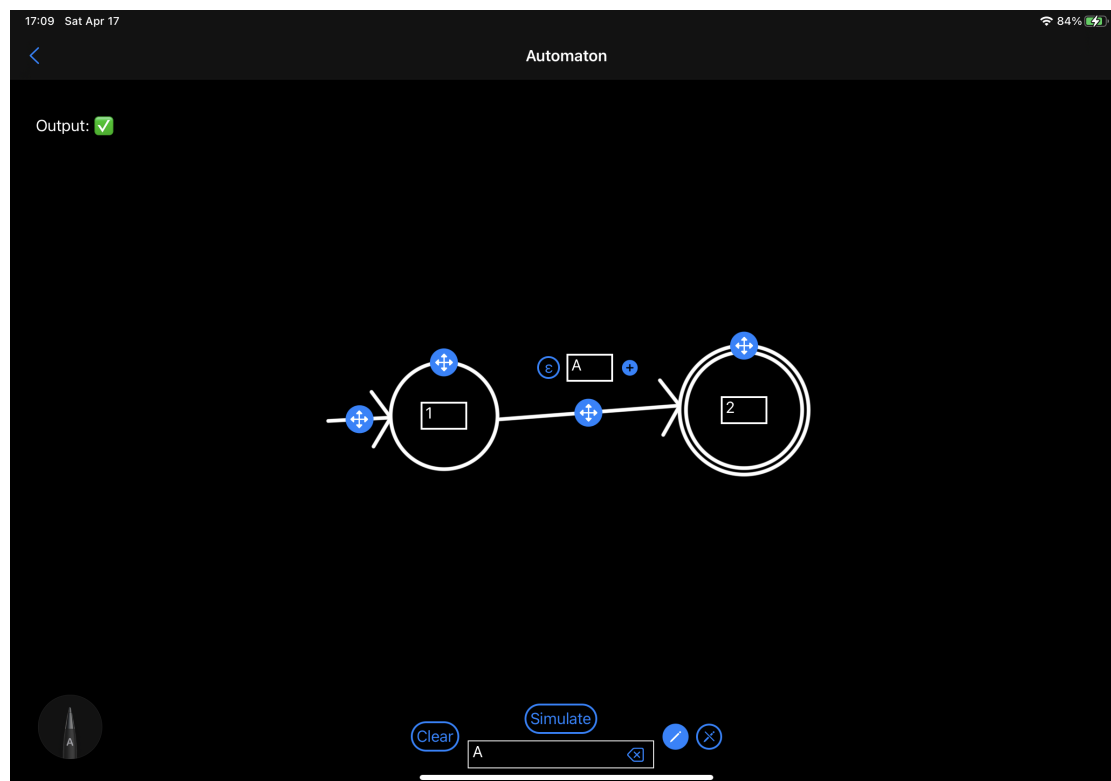 17:09 Sat Apr 17
84%
Automaton
Output: ✅
ε A +
1
2
Simulate
Clear
A
A